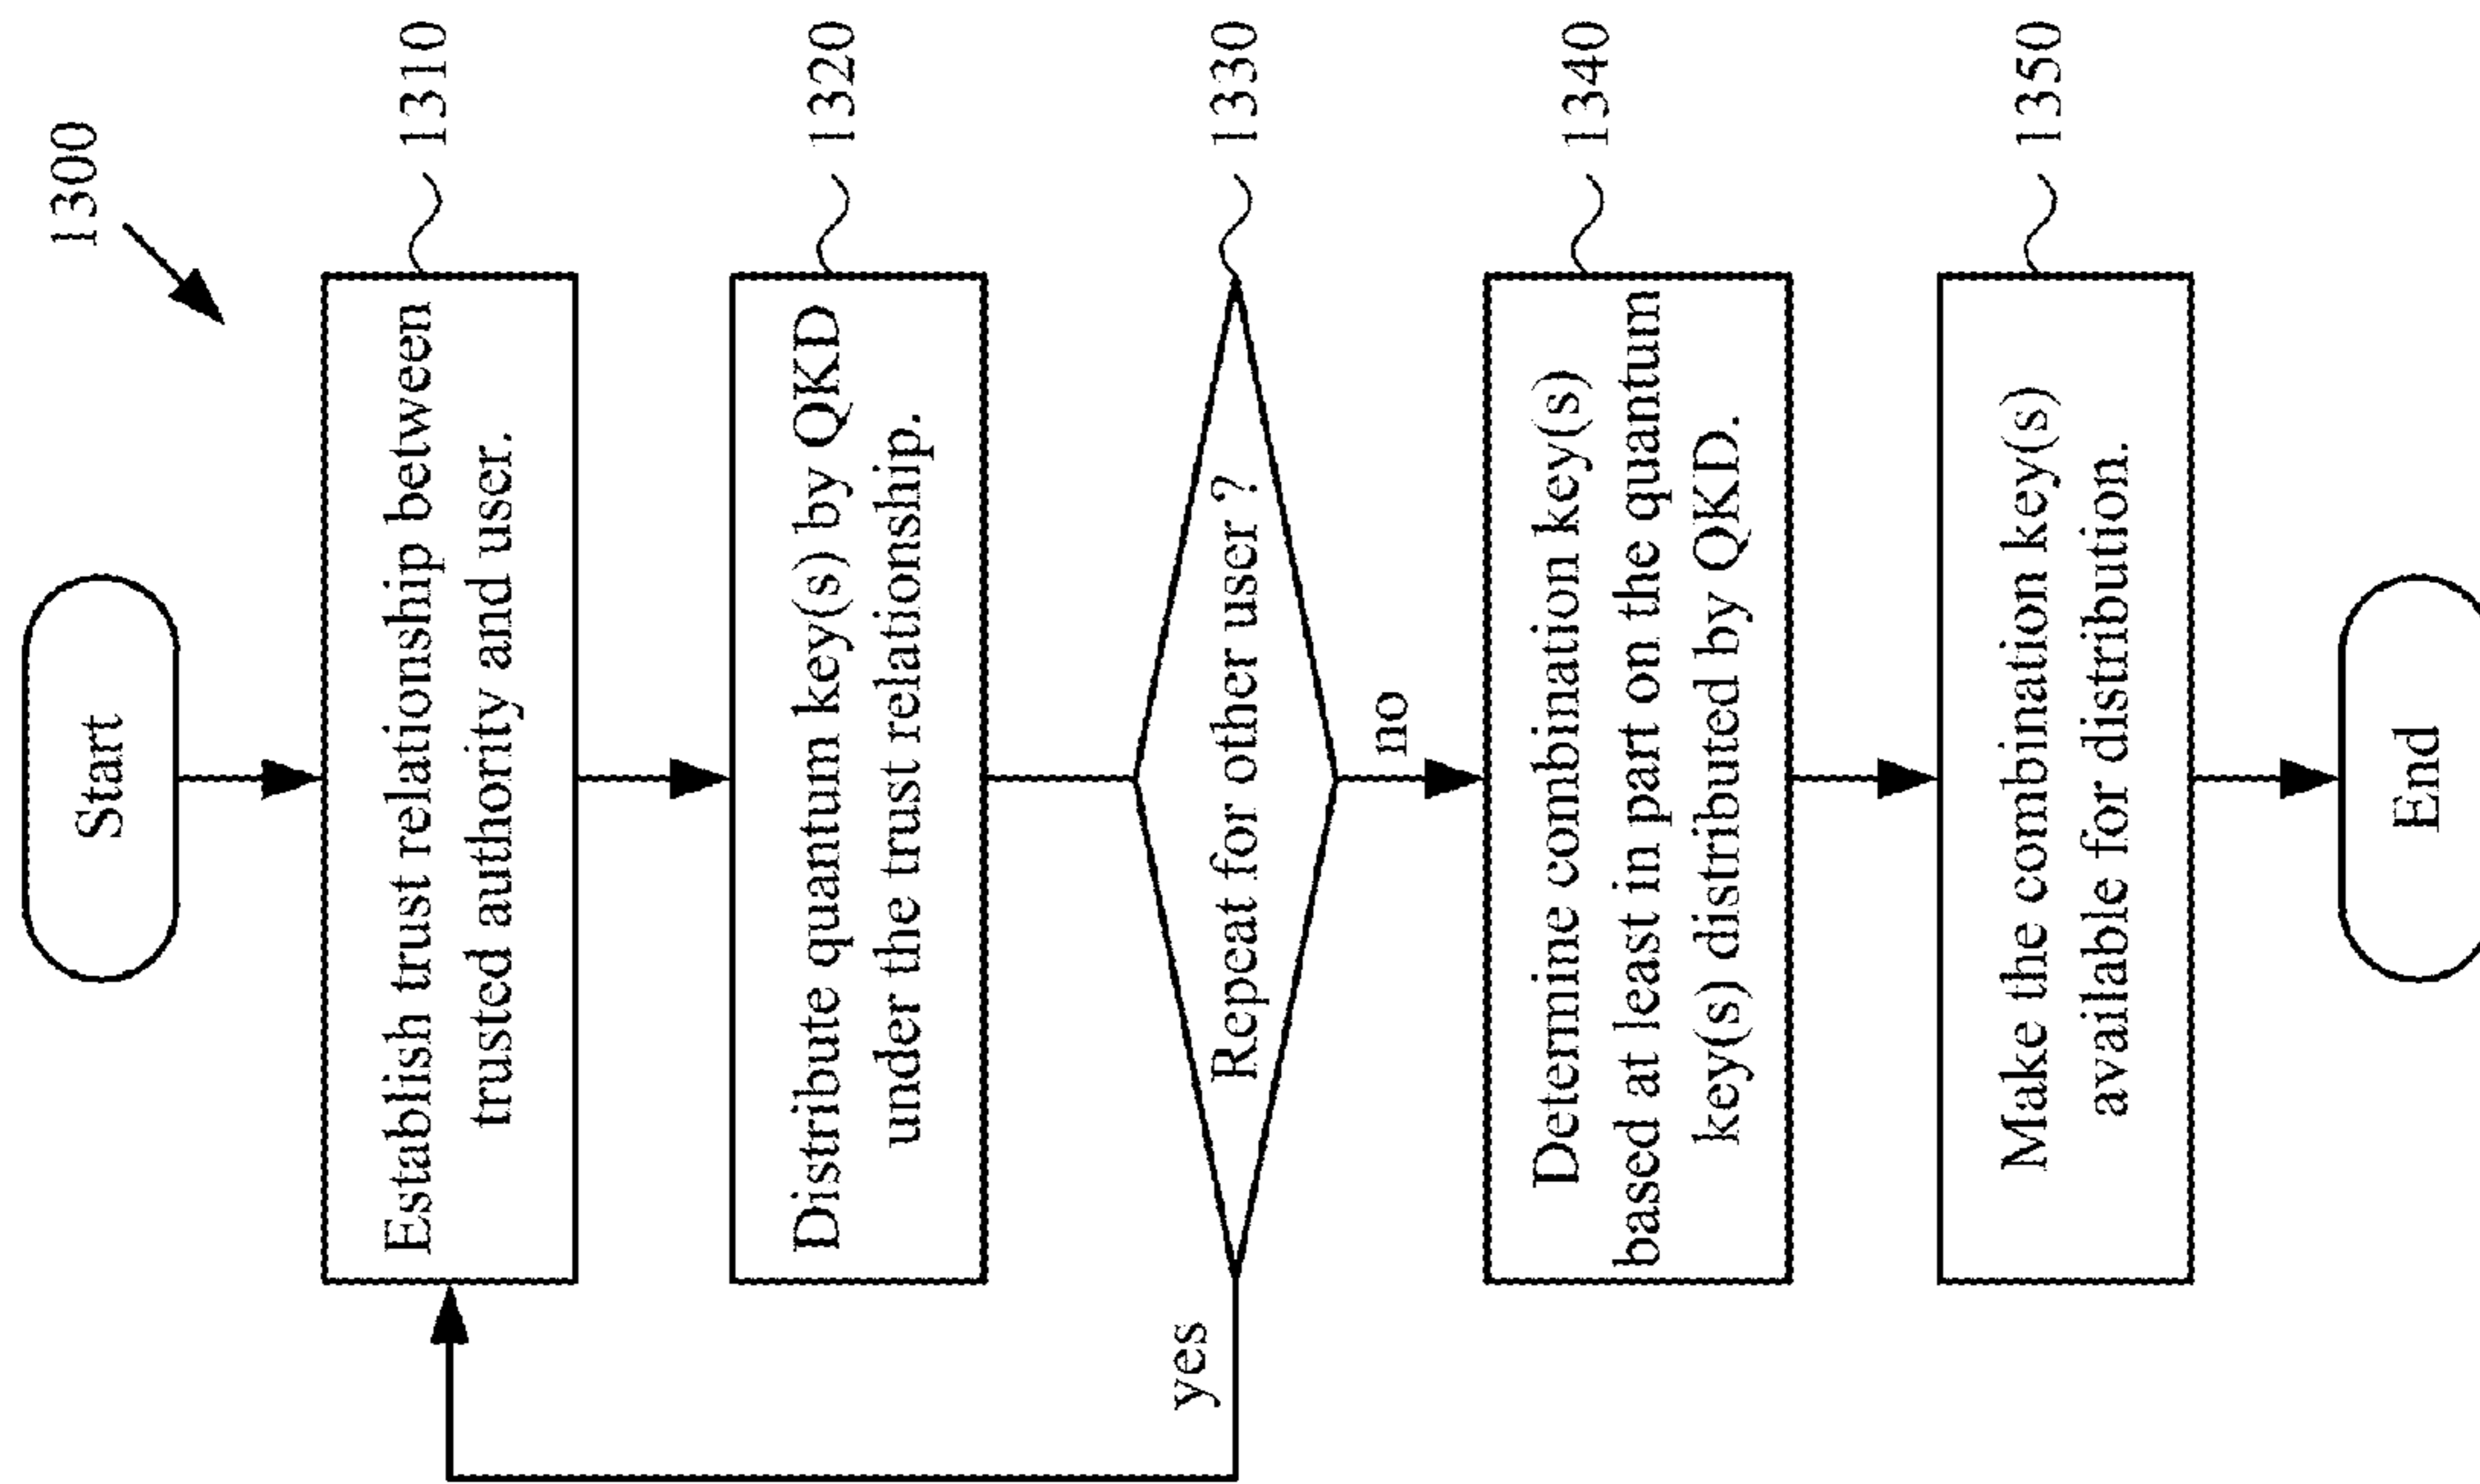 1300
Start
Establish trust relationship between
trusted authority and user.
1310
Distribute quantum key(s) by QKD
under the trust relationship.
1320
Repeat for other user ?
1330
yes
no
Determine combination key(s)
based at least in part on the quantum
key(s) distributed by QKD.
1340
Make the combination key(s)
available for distribution.
1350
End